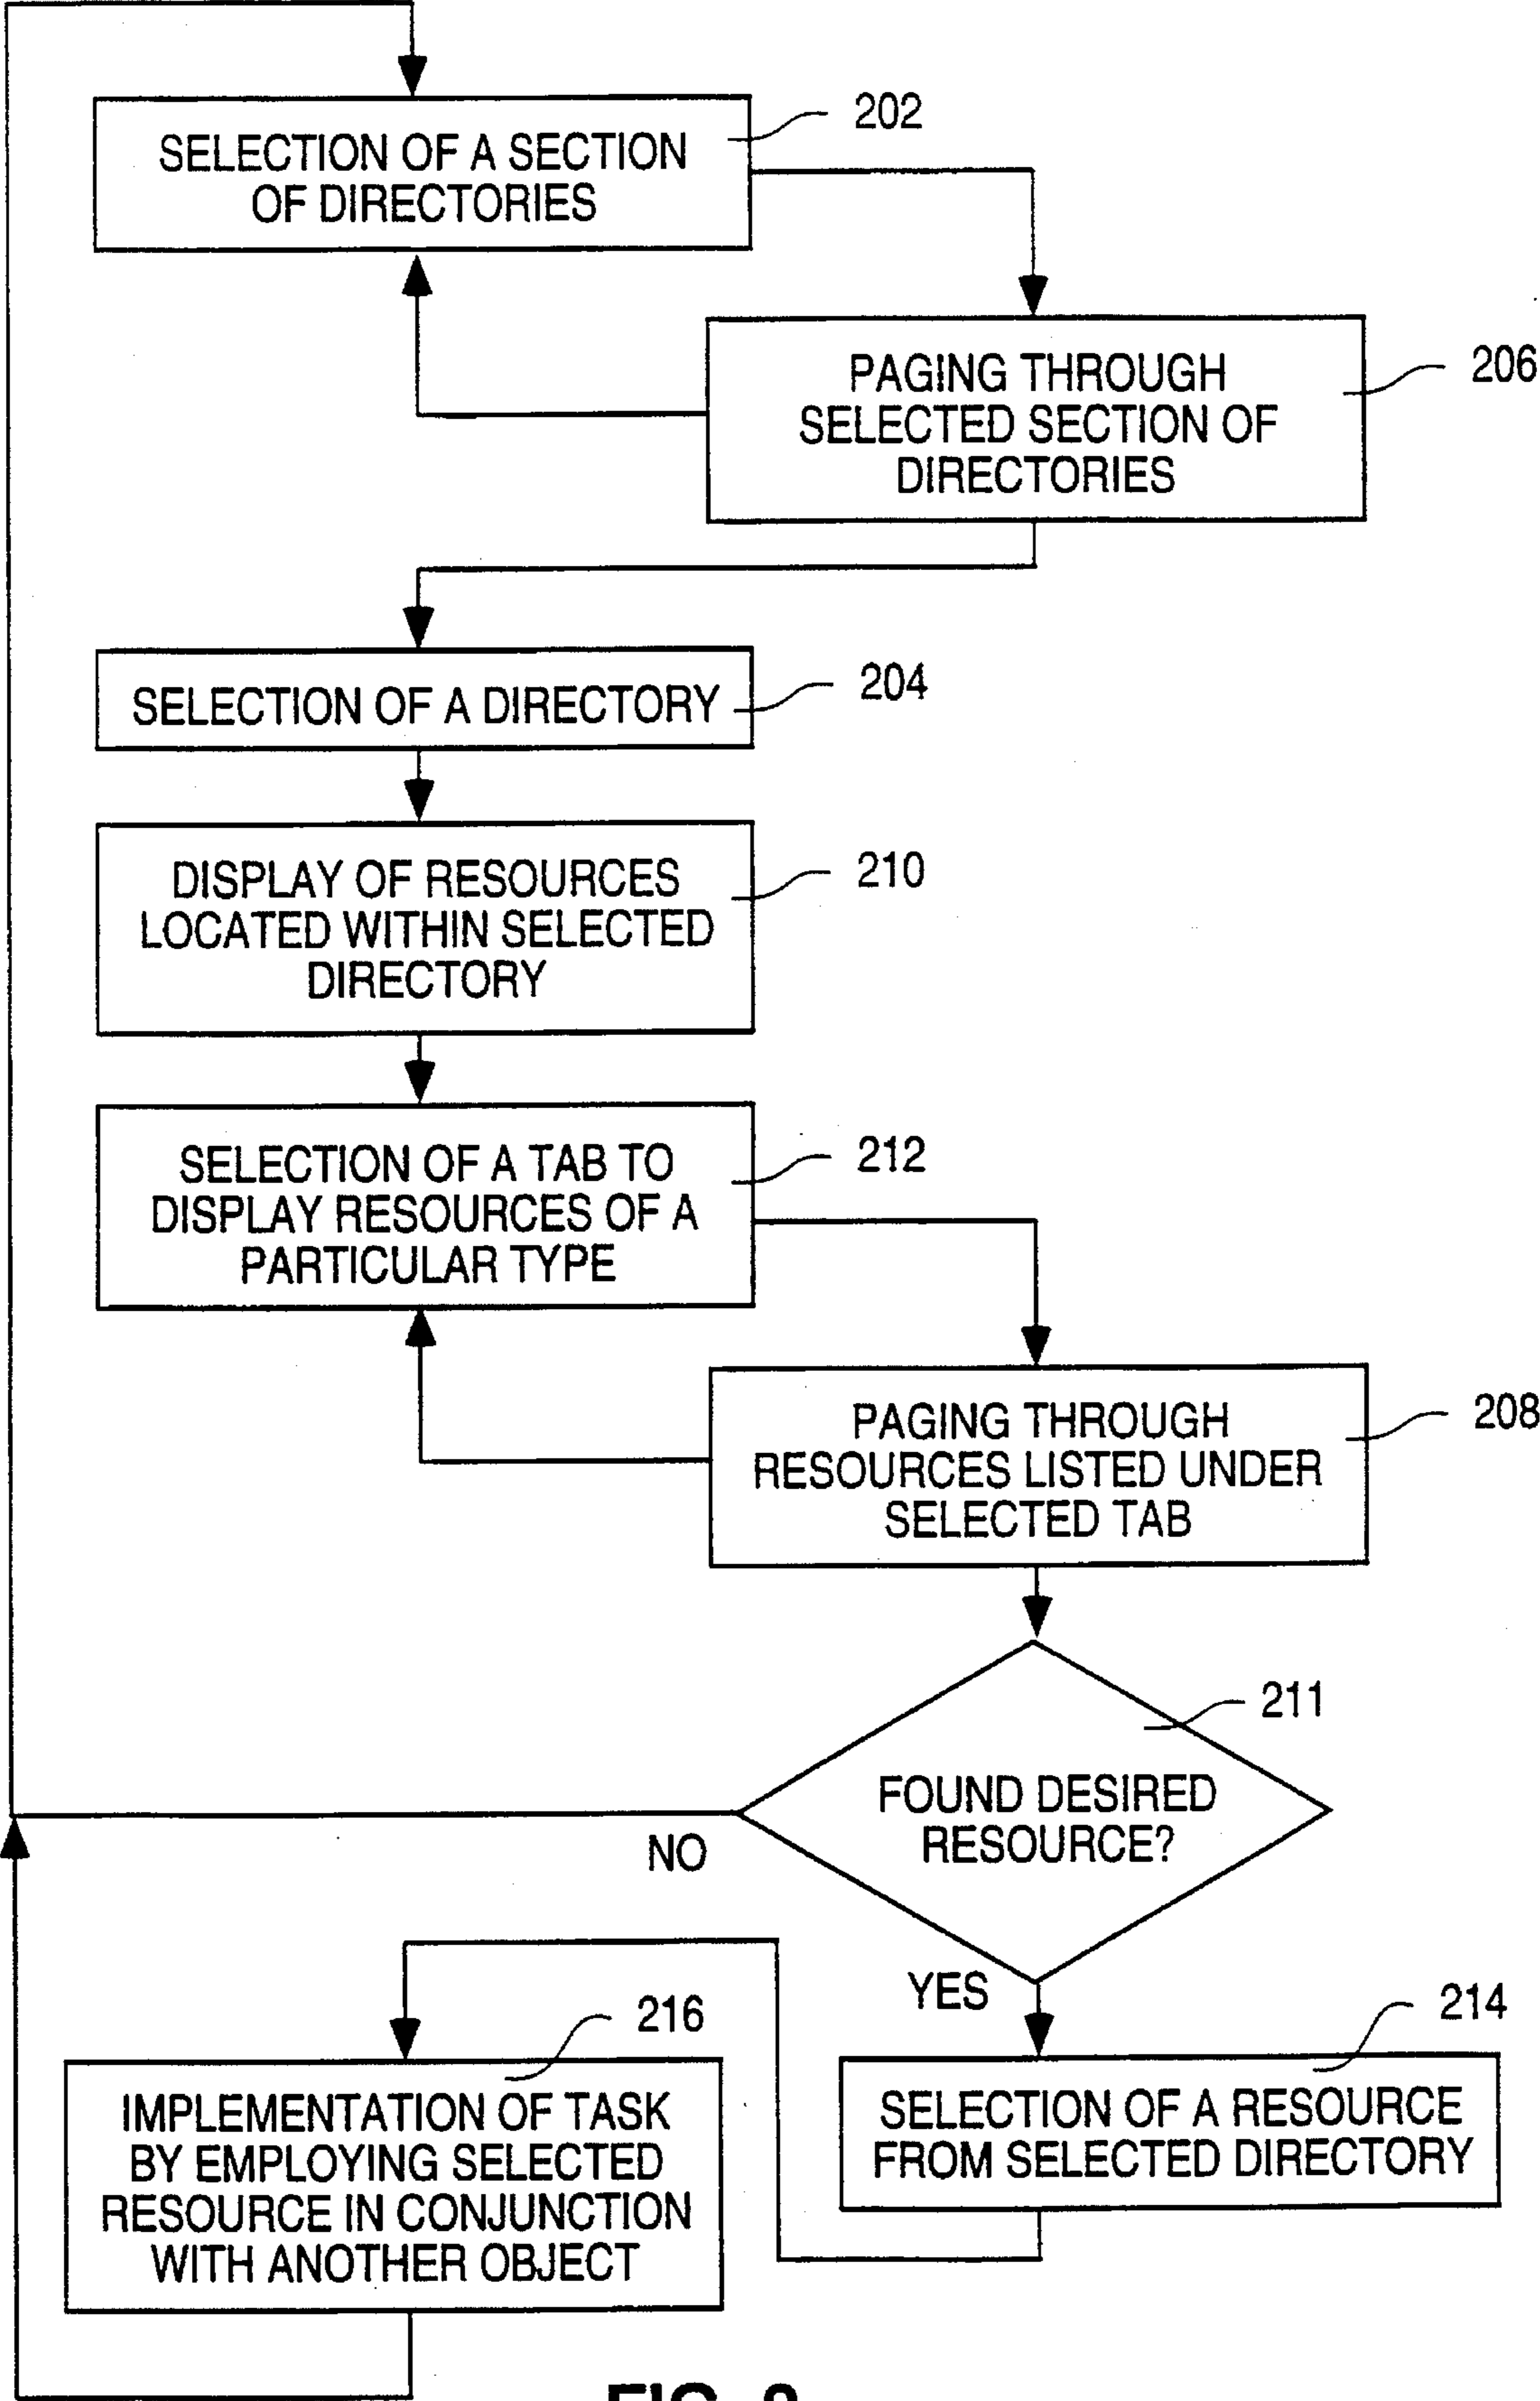 202
SELECTION OF A SECTION
OF DIRECTORIES
206
PAGING THROUGH
SELECTED SECTION OF
DIRECTORIES
204
SELECTION OF A DIRECTORY
210
DISPLAY OF RESOURCES
LOCATED WITHIN SELECTED
DIRECTORY
212
SELECTION OF A TAB TO
DISPLAY RESOURCES OF A
PARTICULAR TYPE
208
PAGING THROUGH
RESOURCES LISTED UNDER
SELECTED TAB
211
FOUND DESIRED
RESOURCE?
NO
YES
214
SELECTION OF A RESOURCE
FROM SELECTED DIRECTORY
216
IMPLEMENTATION OF TASK
BY EMPLOYING SELECTED
RESOURCE IN CONJUNCTION
WITH ANOTHER OBJECT
FIG.